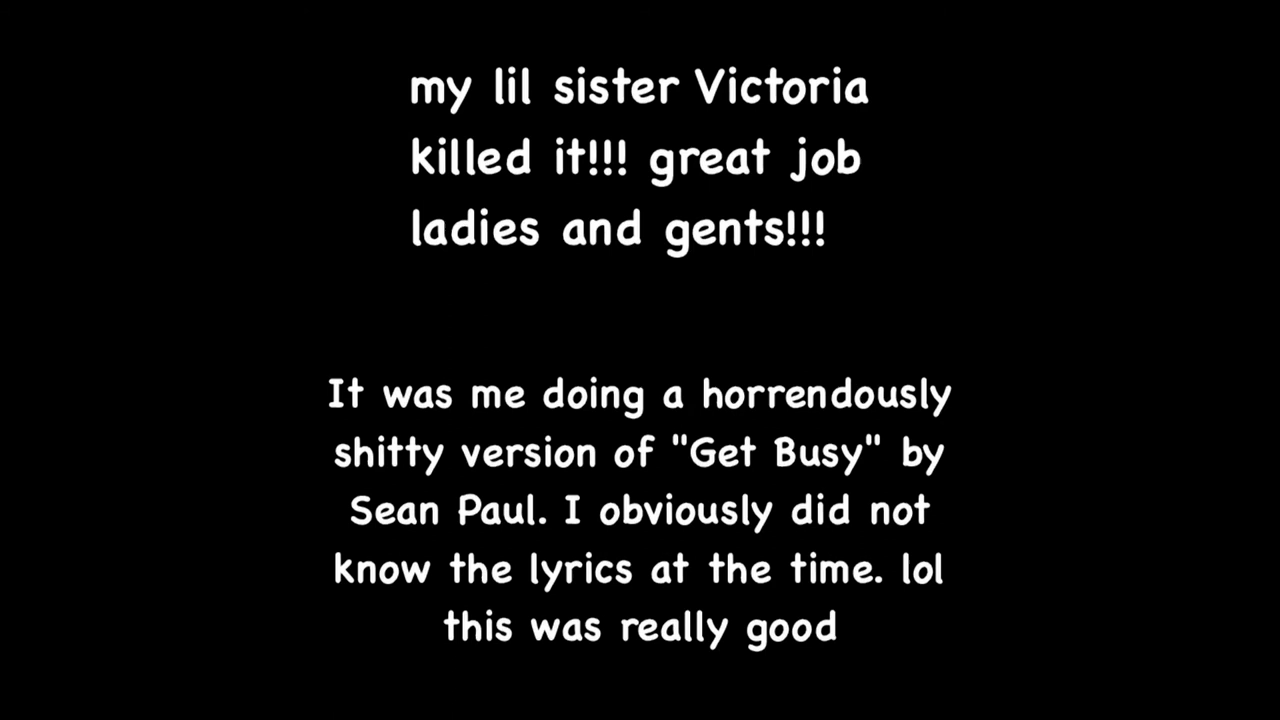 my lil sister Victoria
killed it!!! great job
ladies and gents!!!
It was me doing a horrendously
shitty version of "Get Busy" by
Sean Paul. I obviously did not
know the lyrics at the time. lol
this was really good